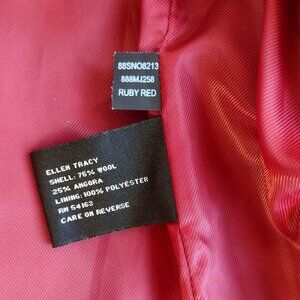 88SNO8213
888MJ258
RUBY RED
ELLEN TRACY
SHELL: 75% WOOL
25% ANGORA
LINING: 100% POLYESTER
RN 54163
CARE ON REVERSE